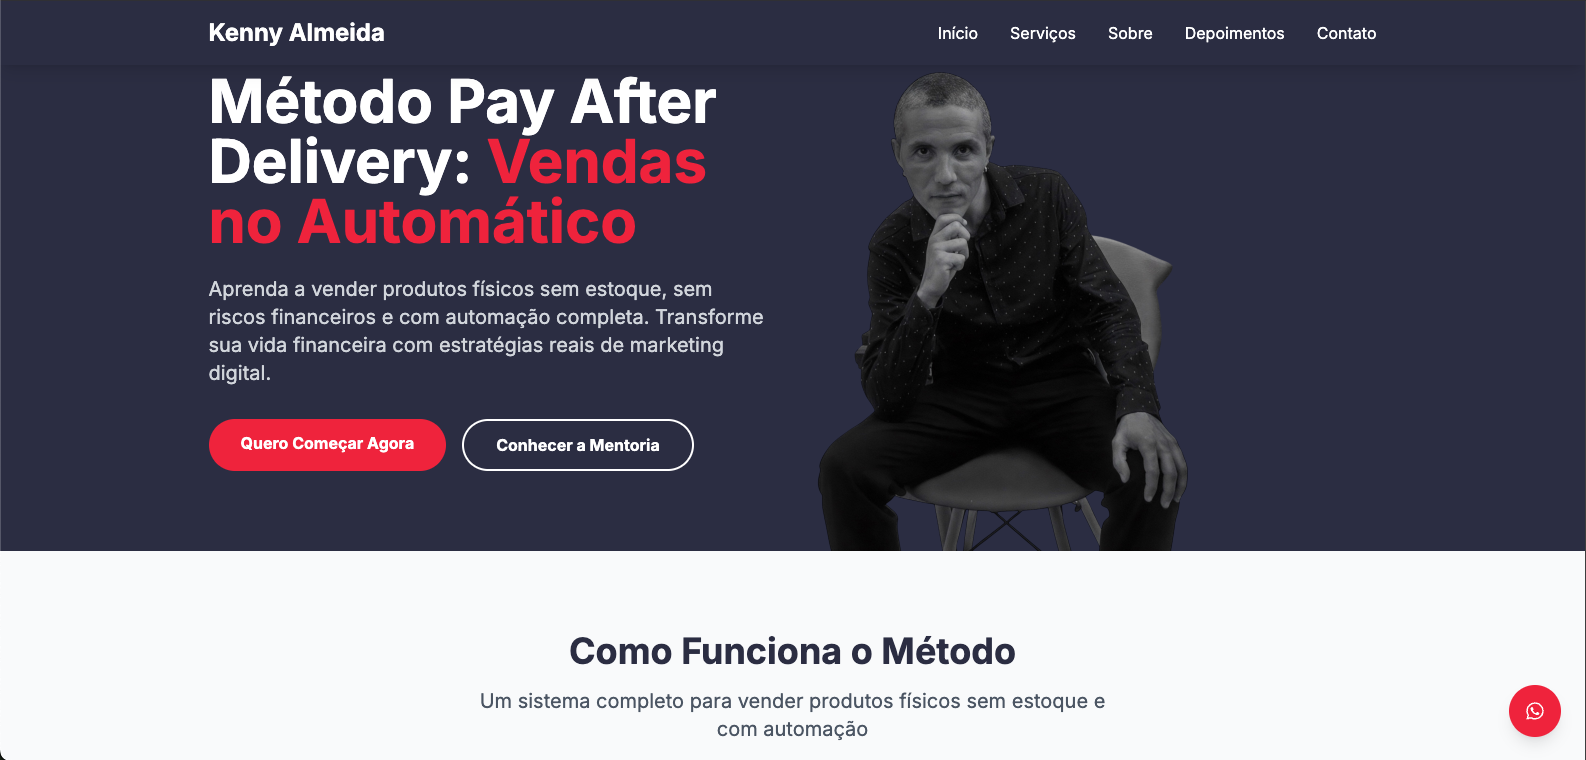 Kenny Almeida
Início
Serviços
Sobre
Depoimentos
Contato
Método Pay After
Delivery: Vendas
no Automático
Aprenda a vender produtos físicos sem estoque, sem
riscos financeiros e com automação completa. Transforme
sua vida financeira com estratégias reais de marketing
digital.
Quero Começar Agora
Conhecer a Mentoria
Como Funciona o Método
Um sistema completo para vender produtos físicos sem estoque e
com automação